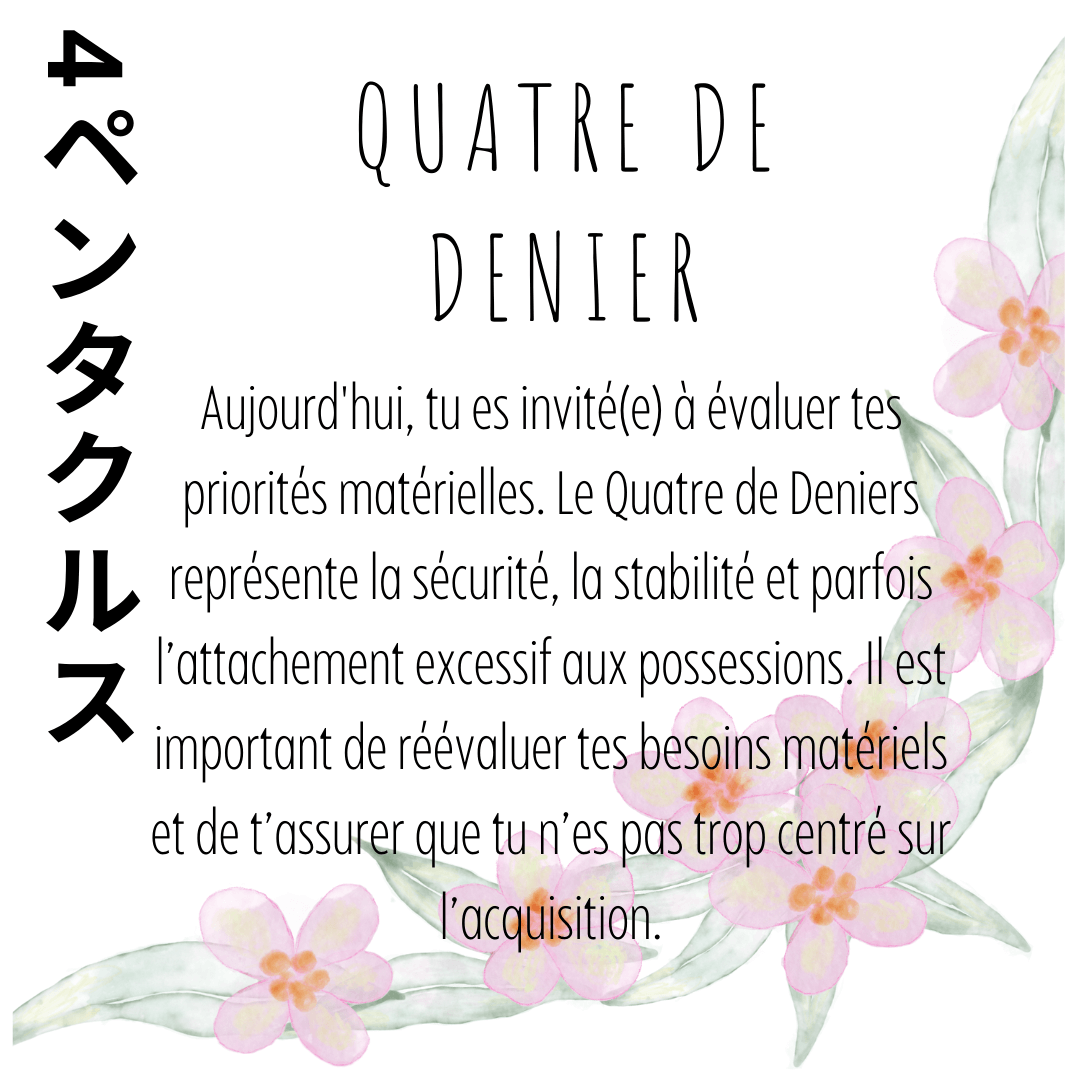 4ペンタクルス
QUATRE DE
DENIER
Aujourd'hui, tu es invité(e) à évaluer tes
priorités matérielles. Le Quatre de Deniers
représente la sécurité, la stabilité et parfois
l’attachement excessif aux possessions. Il est
important de réévaluer tes besoins matériels
et de t’assurer que tu n’es pas trop centré sur
l’acquisition.